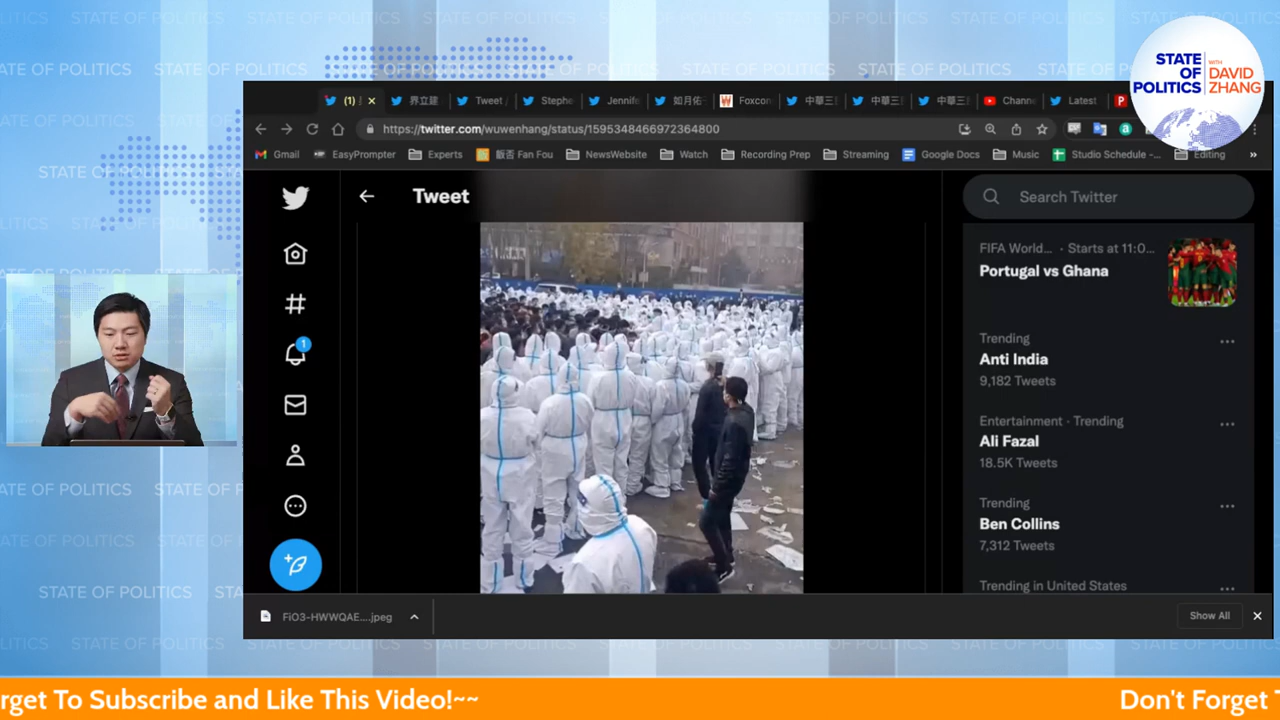 STATE OF POLITICS
STATE
OF
POLITICS
WITH
DAVID
ZHANG
(1)
界立建
Tweet
Stephe
Jennife
如月佑
Foxcon
中華三
中華三
中華三
Chann
Latest
https://twitter.com/wuwenhang/status/1595348466972364800
Gmail
EasyPrompter
Experts
飯否 Fan Fou
NewsWebsite
Watch
Recording Prep
Streaming
Google Docs
Music
Studio Schedule -...
Editing
»
Tweet
Search Twitter
1
FIFA World... · Starts at 11:0...
Portugal vs Ghana
Trending
Anti India
9,182 Tweets
Entertainment · Trending
Ali Fazal
18.5K Tweets
Trending
Ben Collins
7,312 Tweets
Trending in United States
FiO3-HWWQAE....jpeg
Show All
rget To Subscribe and Like This Video!~~
Don't Forget T